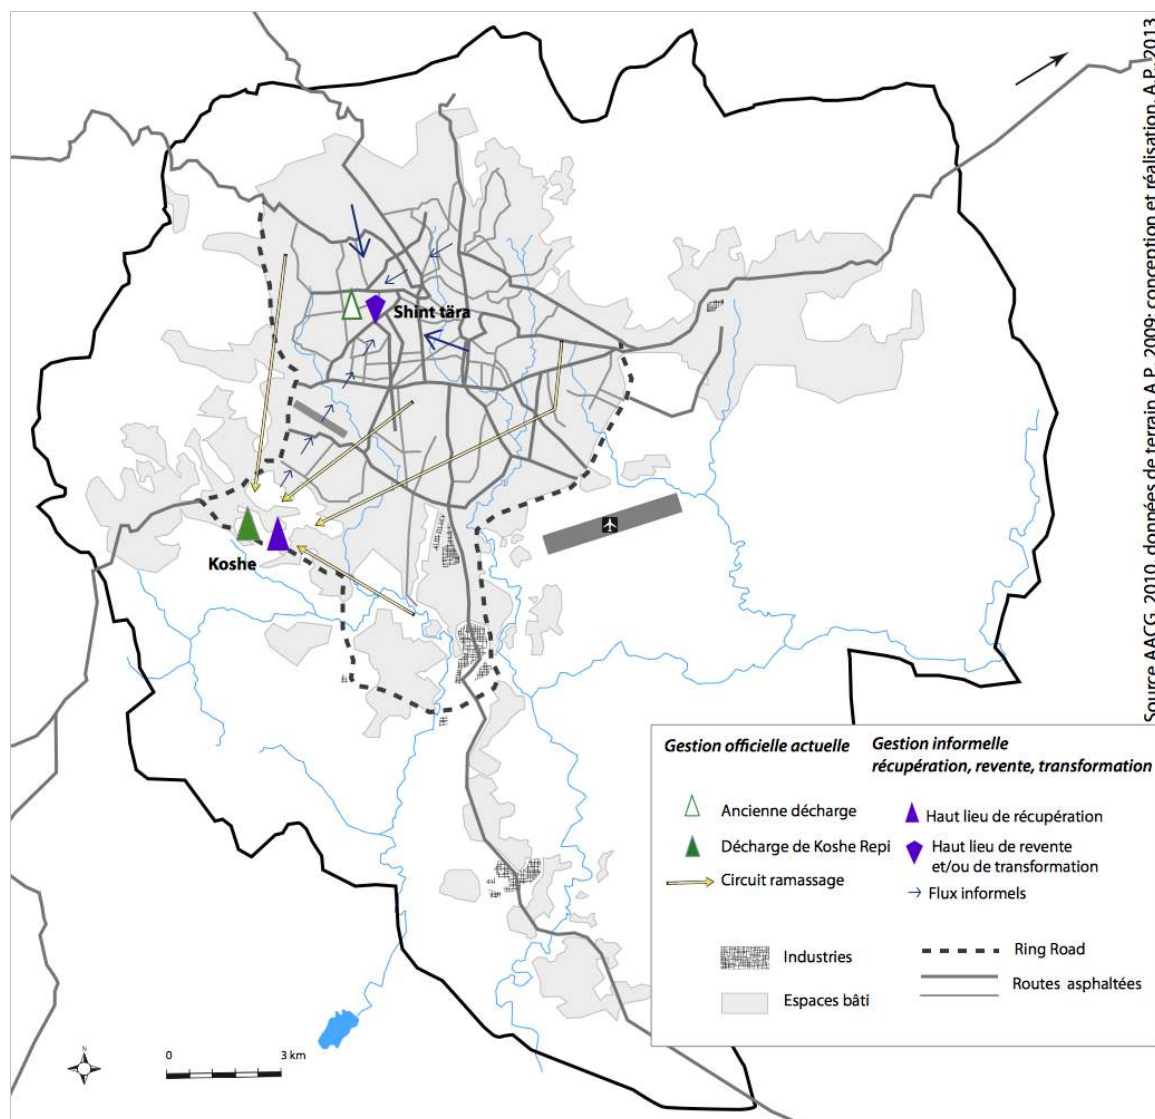 Source AACG, 2010, données de terrain A.P. 2009; conception et réalisation, A.P., 2013
Shint tära
Koshe
Gestion officielle actuelle
Ancienne décharge
Décharge de Koshe Repi
Circuit ramassage
Gestion informelle
récupération, revente, transformation
Haut lieu de récupération
Haut lieu de revente
et/ou de transformation
Flux informels
Industries
Espaces bâti
Ring Road
Routes asphaltées
N
0 3 km